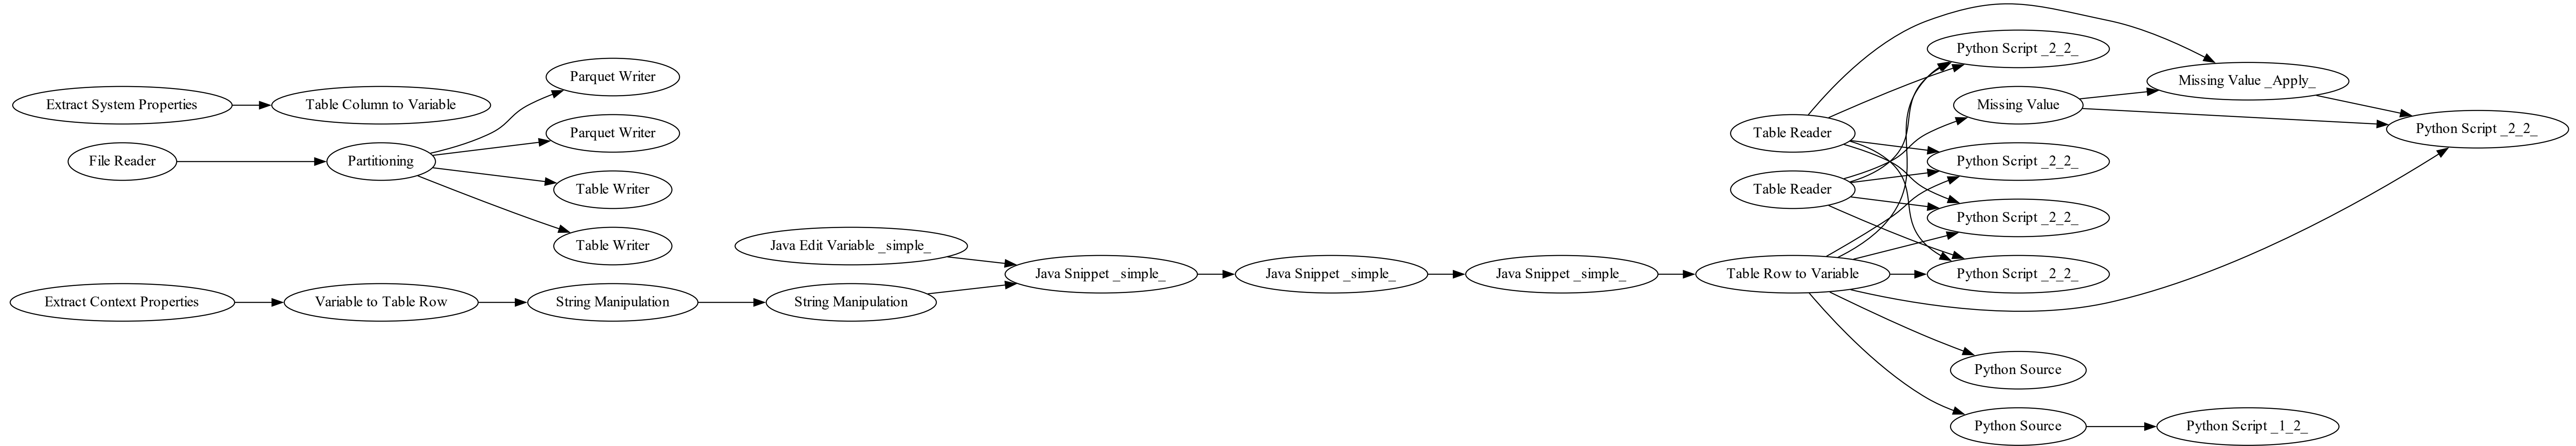 Extract System Properties
Table Column to Variable
File Reader
Partitioning
Parquet Writer
Parquet Writer
Table Writer
Table Writer
Extract Context Properties
Variable to Table Row
String Manipulation
String Manipulation
Java Edit Variable _simple_
Java Snippet _simple_
Java Snippet _simple_
Java Snippet _simple_
Table Row to Variable
Table Reader
Table Reader
Python Script _2_2_
Missing Value
Python Script _2_2_
Python Script _2_2_
Python Script _2_2_
Missing Value _Apply_
Python Script _2_2_
Python Source
Python Source
Python Script _1_2_